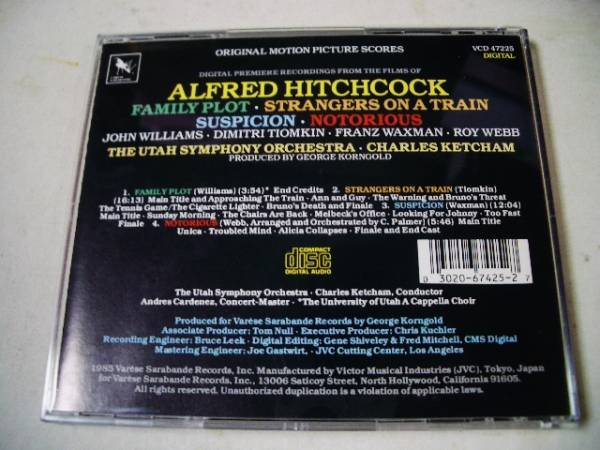 ORIGINAL MOTION PICTURE SCORES
VCD 47225
DIGITAL
DIGITAL PREMIERE RECORDINGS FROM THE FILMS OF
ALFRED HITCHCOCK
FAMILY PLOT · STRANGERS ON A TRAIN
SUSPICION · NOTORIOUS
JOHN WILLIAMS · DIMITRI TIOMKIN · FRANZ WAXMAN · ROY WEBB
THE UTAH SYMPHONY ORCHESTRA · CHARLES KETCHAM
PRODUCED BY GEORGE KORNGOLD
1. FAMILY PLOT (Williams) (3:54)* End Credits 2. STRANGERS ON A TRAIN (Tiomkin)
(16:13) Main Title and Approaching The Train · Ann and Guy · The Warning and Bruno's Threat
The Tennis Game/The Cigarette Lighter · Bruno's Death and Finale 3. SUSPICION (Waxman) (12:04)
Main Title · Sunday Morning · The Chairs Are Back · Melbeck's Office · Looking For Johnny · Too Fast
Finale 4. NOTORIOUS (Webb, Arranged and Orchestrated by C. Palmer) (5:46) Main Title
Unica · Troubled Mind · Alicia Collapses · Finale and End Cast
COMPACT
disc
DIGITAL AUDIO
0 3020-67425-2 7
The Utah Symphony Orchestra · Charles Ketcham, Conductor
Andres Cardenez, Concert-Master · *The University of Utah A Cappella Choir
Produced for Varèse Sarabande Records by George Korngold
Associate Producer: Tom Null · Executive Producer: Chris Kuchler
Recording Engineer: Bruce Leek · Digital Editing: Gene Shiveley & Fred Mitchell, CMS Digital
Mastering Engineer: Joe Gastwirt, · JVC Cutting Center, Los Angeles
1985 Varèse Sarabande Records, Inc. Manufactured by Victor Musical Industries (JVC), Tokyo, Japan
for Varèse Sarabande Records, Inc., 13006 Saticoy Street, North Hollywood, California 91605.
All rights reserved. Unauthorized duplication is a violation of applicable laws.